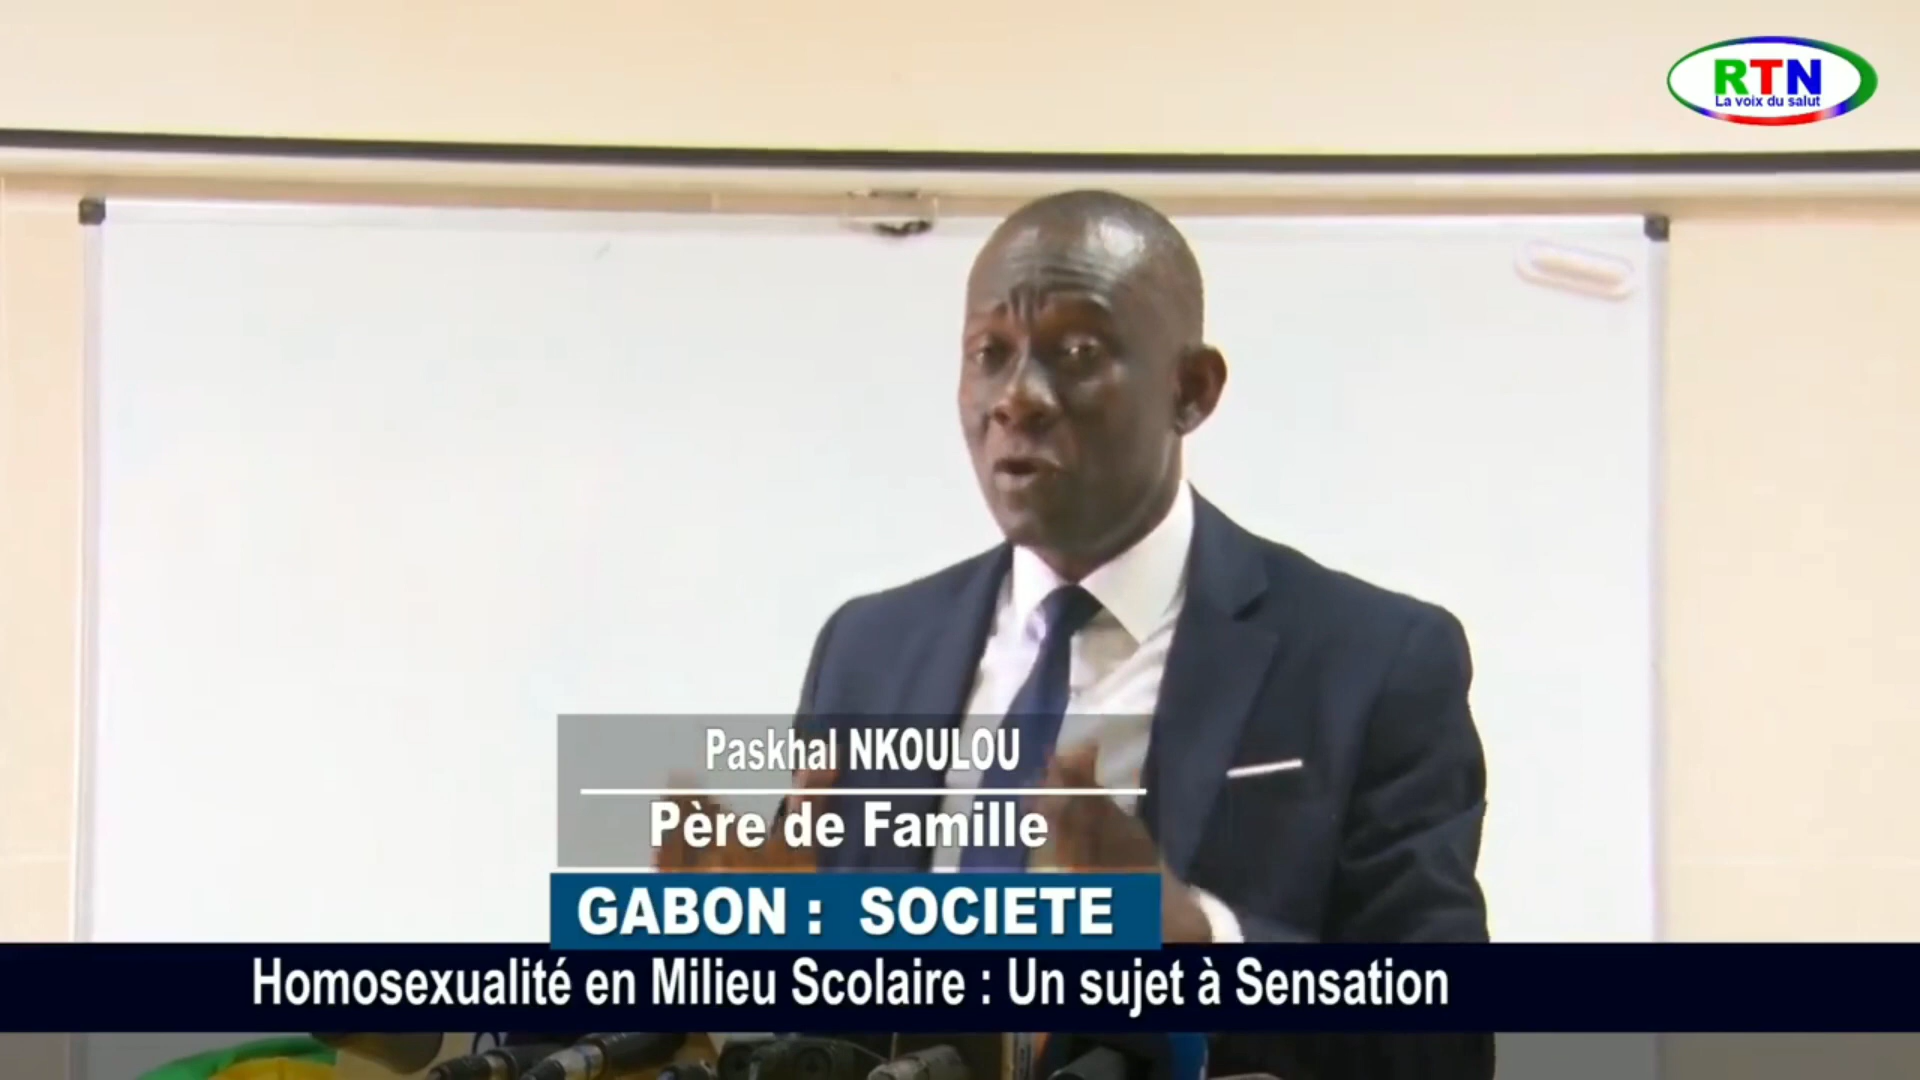 RTN
La voix du salut
Paskhal NKOULOU
Père de Famille
GABON : SOCIETE
Homosexualité en Milieu Scolaire : Un sujet à Sensation